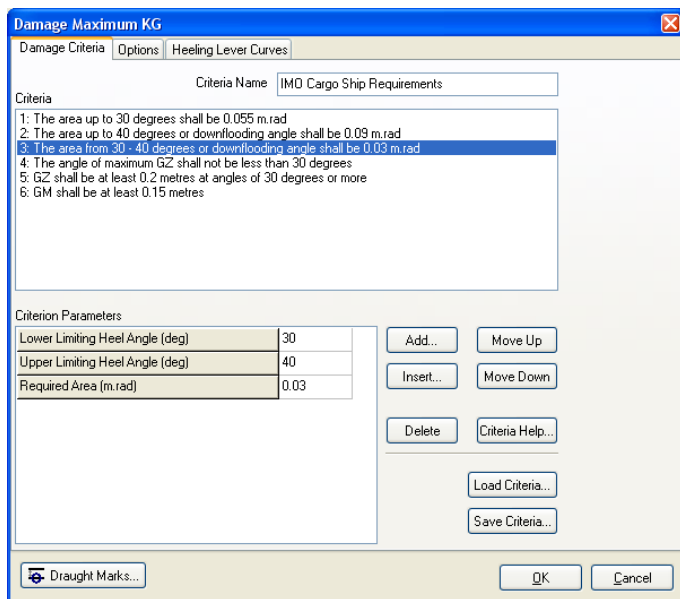 Damage Maximum KG
Damage Criteria Options Heeling Lever Curves
Criteria Name IMO Cargo Ship Requirements
Criteria
1: The area up to 30 degrees shall be 0.055 m.rad
2: The area up to 40 degrees or downflooding angle shall be 0.09 m.rad
3: The area from 30 - 40 degrees or downflooding angle shall be 0.03 m.rad
4: The angle of maximum GZ shall not be less than 30 degrees
5: GZ shall be at least 0.2 metres at angles of 30 degrees or more
6: GM shall be at least 0.15 metres
Criterion Parameters
Lower Limiting Heel Angle (deg) 30
Upper Limiting Heel Angle (deg) 40
Required Area (m.rad) 0.03
Add... Move Up
Insert... Move Down
Delete Criteria Help...
Load Criteria...
Save Criteria...
Draught Marks... OK Cancel